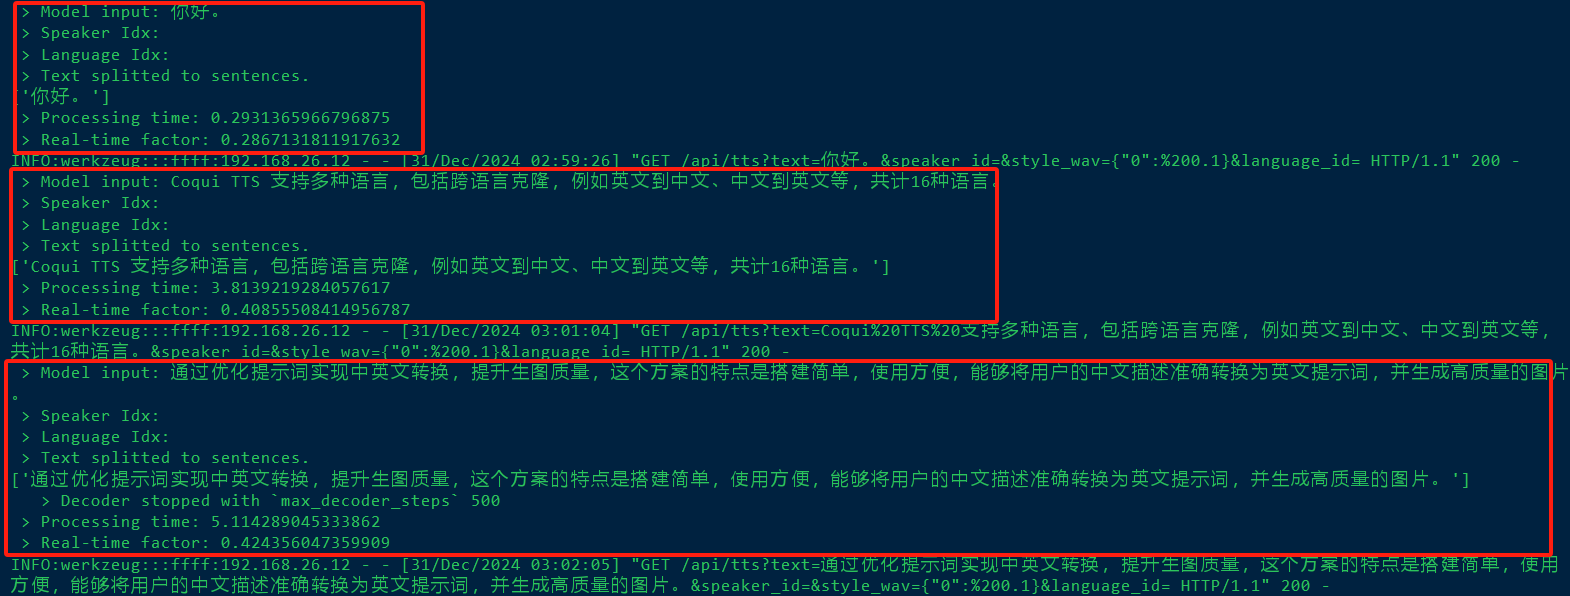 > Model input: 你好。
> Speaker Idx:
> Language Idx:
> Text splitted to sentences.
['你好。']
> Processing time: 0.2931365966796875
> Real-time factor: 0.2867131811917632
INFO:werkzeug:::ffff:192.168.26.12 - - [31/Dec/2024 02:59:26] "GET /api/tts?text=你好。&speaker_id=&style_wav={"0":%200.1}&language_id= HTTP/1.1" 200 -
> Model input: Coqui TTS 支持多种语言，包括跨语言克隆，例如英文到中文、中文到英文等，共计16种语言。
> Speaker Idx:
> Language Idx:
> Text splitted to sentences.
['Coqui TTS 支持多种语言，包括跨语言克隆，例如英文到中文、中文到英文等，共计16种语言。']
> Processing time: 3.8139219284057617
> Real-time factor: 0.40855508414956787
INFO:werkzeug:::ffff:192.168.26.12 - - [31/Dec/2024 03:01:04] "GET /api/tts?text=Coqui%20TTS%20支持多种语言，包括跨语言克隆，例如英文到中文、中文到英文等，
共计16种语言。&speaker_id=&style_wav={"0":%200.1}&language_id= HTTP/1.1" 200 -
> Model input: 通过优化提示词实现中英文转换，提升生图质量，这个方案的特点是搭建简单，使用方便，能够将用户的中文描述准确转换为英文提示词，并生成高质量的图片
。
> Speaker Idx:
> Language Idx:
> Text splitted to sentences.
['通过优化提示词实现中英文转换，提升生图质量，这个方案的特点是搭建简单，使用方便，能够将用户的中文描述准确转换为英文提示词，并生成高质量的图片。']
> Decoder stopped with `max_decoder_steps` 500
> Processing time: 5.114289045333862
> Real-time factor: 0.424356047359909
INFO:werkzeug:::ffff:192.168.26.12 - - [31/Dec/2024 03:02:05] "GET /api/tts?text=通过优化提示词实现中英文转换，提升生图质量，这个方案的特点是搭建简单，使用
方便，能够将用户的中文描述准确转换为英文提示词，并生成高质量的图片。&speaker_id=&style_wav={"0":%200.1}&language_id= HTTP/1.1" 200 -